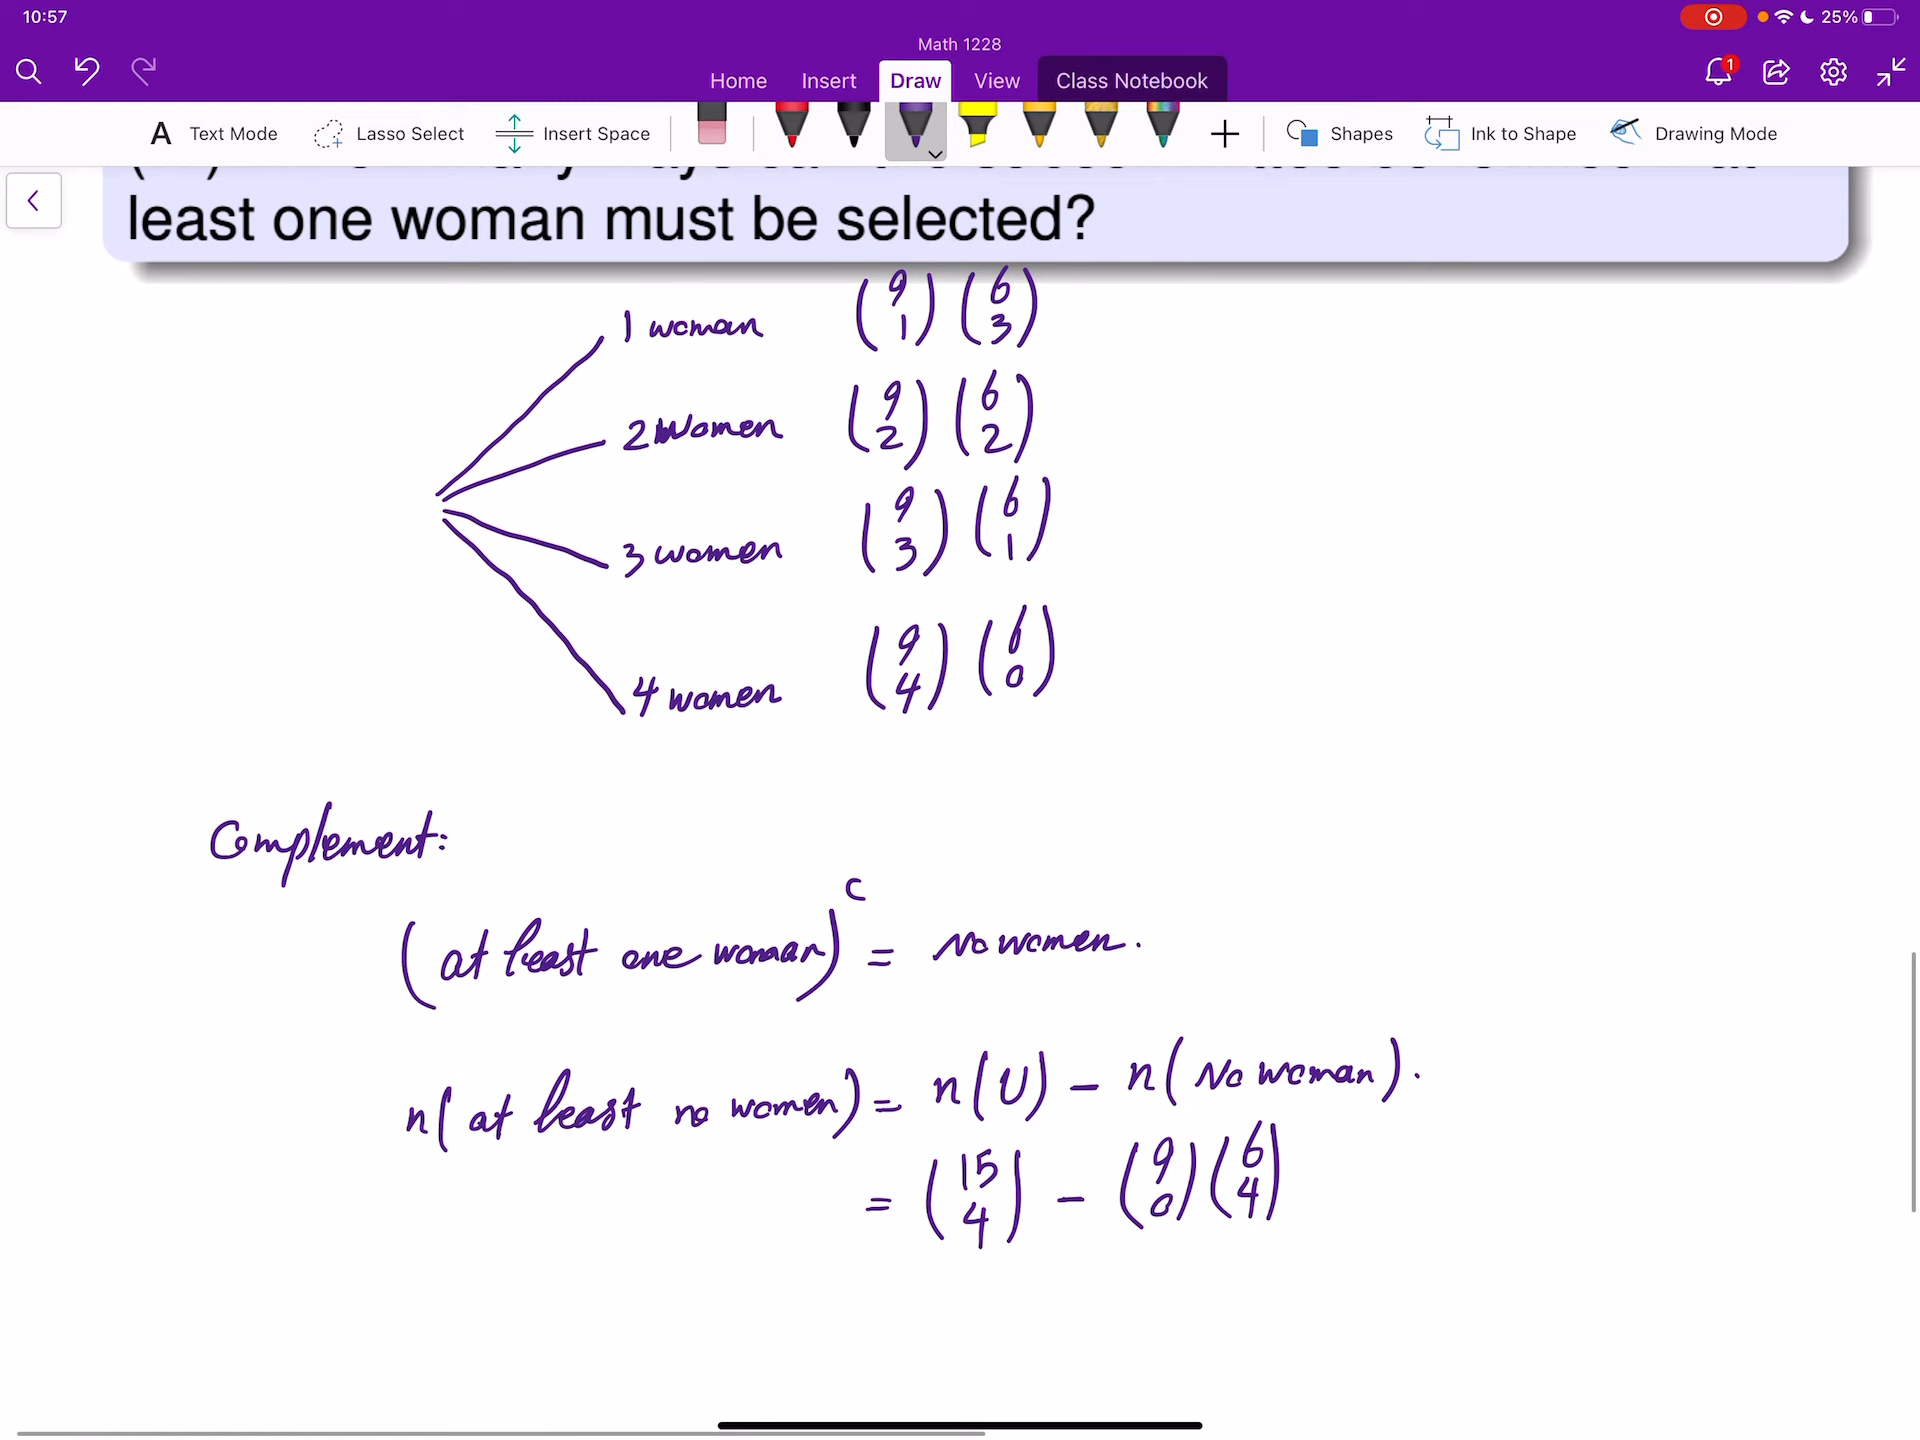 10:57
25%
Math 1228
1
Home Insert Draw View Class Notebook
A Text Mode Lasso Select Insert Space Shapes Ink to Shape Drawing Mode
least one woman must be selected?
1 woman (9 1) (6 3)
2 Women (9 2) (6 2)
3 women (9 3) (6 1)
4 women (9 4) (6 0)
Complement:
(at least one woman)^c = No women.
n(at least no women) = n(U) - n(No woman).
= (15 4) - (9 0)(6 4)